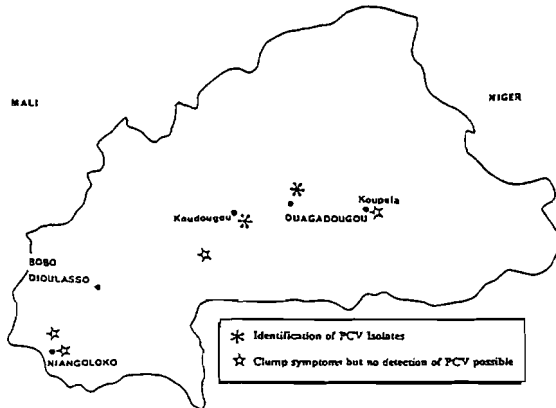 MALI
NIGER
Koupela
Koudougou
OUAGADOUGOU
BOBO
DIOULASSO
NIANGOLOKO
Identification of PCV Isolates
Clump symptoms but no detection of PCV possible